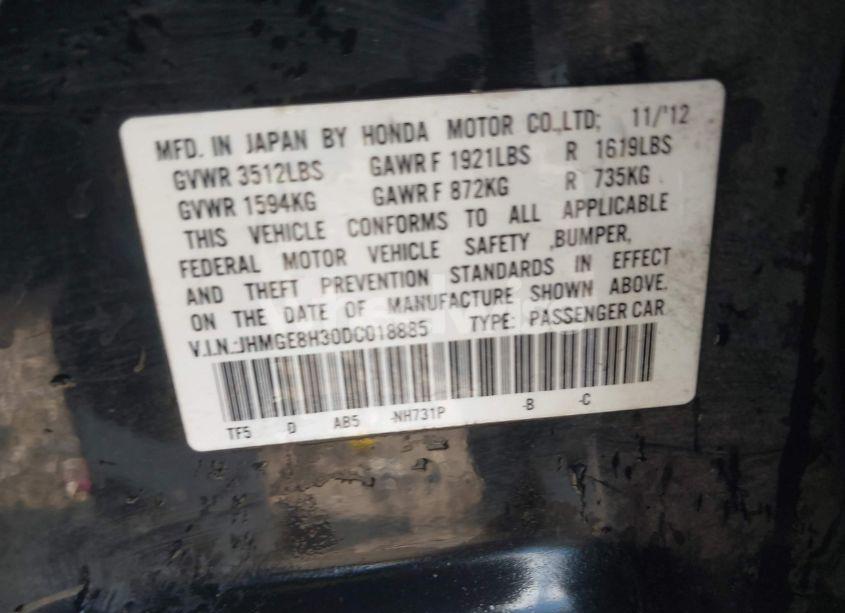 MFD. IN JAPAN BY HONDA MOTOR CO.,LTD; 11/'12
GVWR 3512LBS GAWR F 1921LBS R 1619LBS
GVWR 1594KG GAWR F 872KG R 735KG
THIS VEHICLE CONFORMS TO ALL APPLICABLE
FEDERAL MOTOR VEHICLE SAFETY ,BUMPER,
AND THEFT PREVENTION STANDARDS IN EFFECT
ON THE DATE OF MANUFACTURE SHOWN ABOVE.
V.I.N.:JHMGE8H30DC018885 TYPE: PASSENGER CAR
TF5 D AB5 -NH731P -B -C